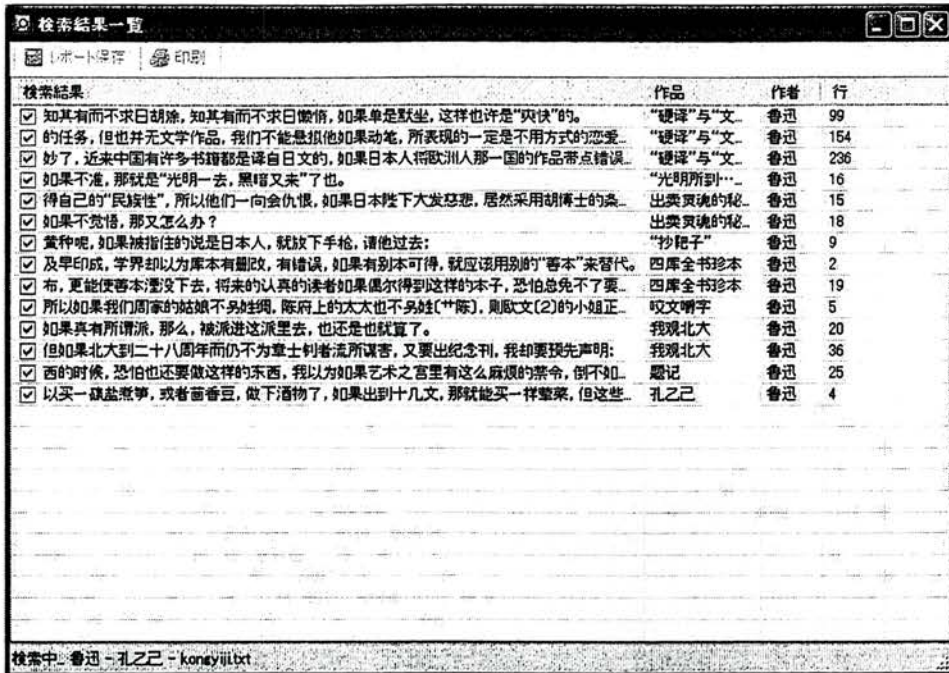 検索結果一覧
レポート保存 印刷
検索結果 作品 作者 行
知其有而不求曰胡涂，知其有而不求曰懒惰，如果单是默坐，这样也许是“爽快”的。 “硬译”与“文... 鲁迅 99
的任务，但也并无文学作品，我们不能悬拟他如果动笔，所表现的一定是不用方式的恋爱... “硬译”与“文... 鲁迅 154
妙了，近来中国有许多书籍都是译自日文的，如果日本人将欧洲人那一国的作品带点错误... “硬译”与“文... 鲁迅 236
如果不准，那就是“光明一去，黑暗又来”了也。 “光明所到…... 鲁迅 16
得自己的“民族性”，所以他们一向会仇恨，如果日本陛下大发慈悲，居然采用胡博士的条... 出卖灵魂的秘... 鲁迅 15
如果不觉悟，那又怎么办？ 出卖灵魂的秘... 鲁迅 18
黄种呢，如果被指住的说是日本人，就放下手枪，请他过去： “抄靶子” 鲁迅 9
及早印成，学界却以为库本有删改，有错误，如果有别本可得，就应该用别的“善本”来替代。 四库全书珍本 鲁迅 2
布，更能使善本湮没下去，将来的认真的读者如果偶尔得到这样的本子，恐怕总免不了要... 四库全书珍本 鲁迅 19
所以如果我们周家的姑娘不另姓绸，陈府上的太太也不另姓〔艹陈〕，则欧文〔2〕的小姐正... 咬文嚼字 鲁迅 5
如果真有所谓派，那么，被派进这派里去，也还是也就算了。 我观北大 鲁迅 20
但如果北大到二十八周年而仍不为章士钊者流所谋害，又要出纪念刊，我却要预先声明： 我观北大 鲁迅 36
西的时候，恐怕也还要做这样的东西，我以为如果艺术之宫里有这么麻烦的禁令，倒不如... 题记 鲁迅 25
以买一碟盐煮笋，或者茴香豆，做下酒物了，如果出到十几文，那就能买一样荤菜，但这些... 孔乙己 鲁迅 4
検索中... 鲁迅 - 孔乙己 - kongyiji.txt